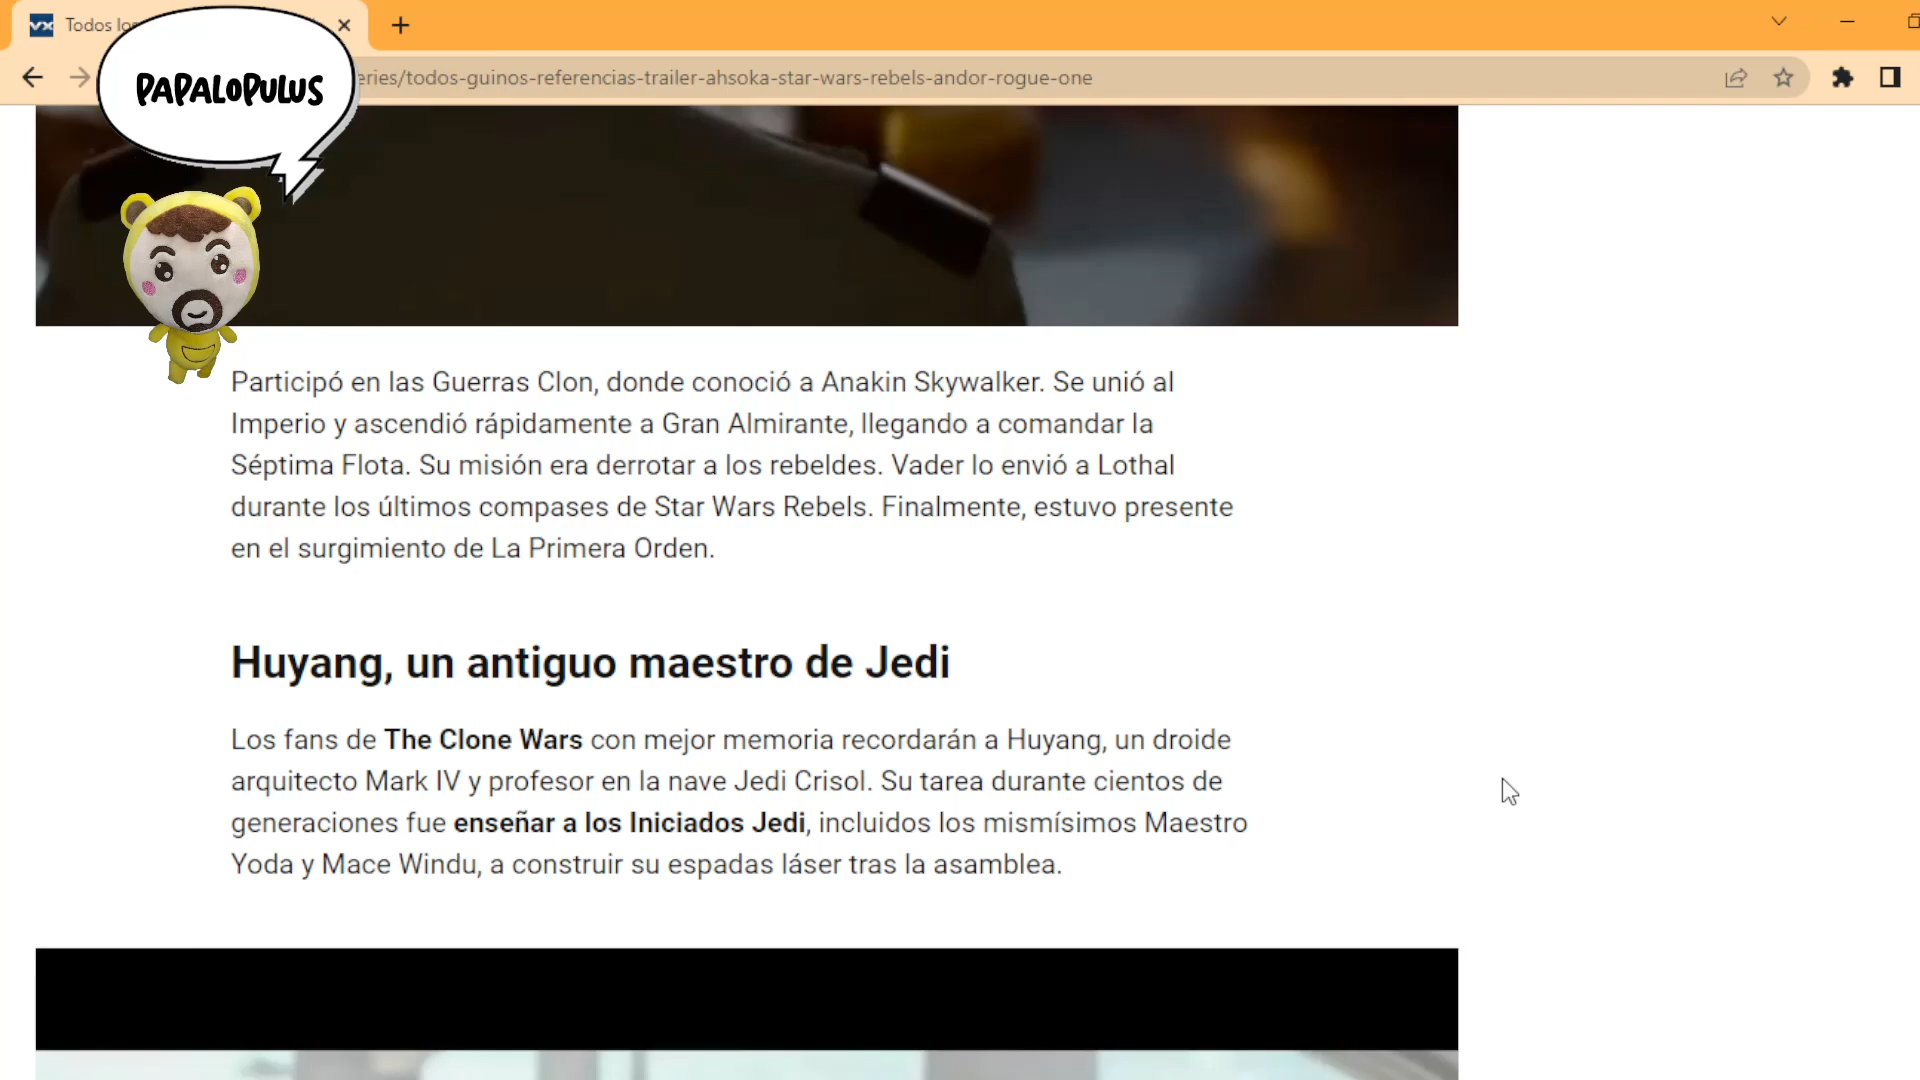 vx
Todos lo
PAPALOPULUS
eries/todos-guinos-referencias-trailer-ahsoka-star-wars-rebels-andor-rogue-one
Participó en las Guerras Clon, donde conoció a Anakin Skywalker. Se unió al
Imperio y ascendió rápidamente a Gran Almirante, llegando a comandar la
Séptima Flota. Su misión era derrotar a los rebeldes. Vader lo envió a Lothal
durante los últimos compases de Star Wars Rebels. Finalmente, estuvo presente
en el surgimiento de La Primera Orden.
Huyang, un antiguo maestro de Jedi
Los fans de The Clone Wars con mejor memoria recordarán a Huyang, un droide
arquitecto Mark IV y profesor en la nave Jedi Crisol. Su tarea durante cientos de
generaciones fue enseñar a los Iniciados Jedi, incluidos los mismísimos Maestro
Yoda y Mace Windu, a construir su espadas láser tras la asamblea.